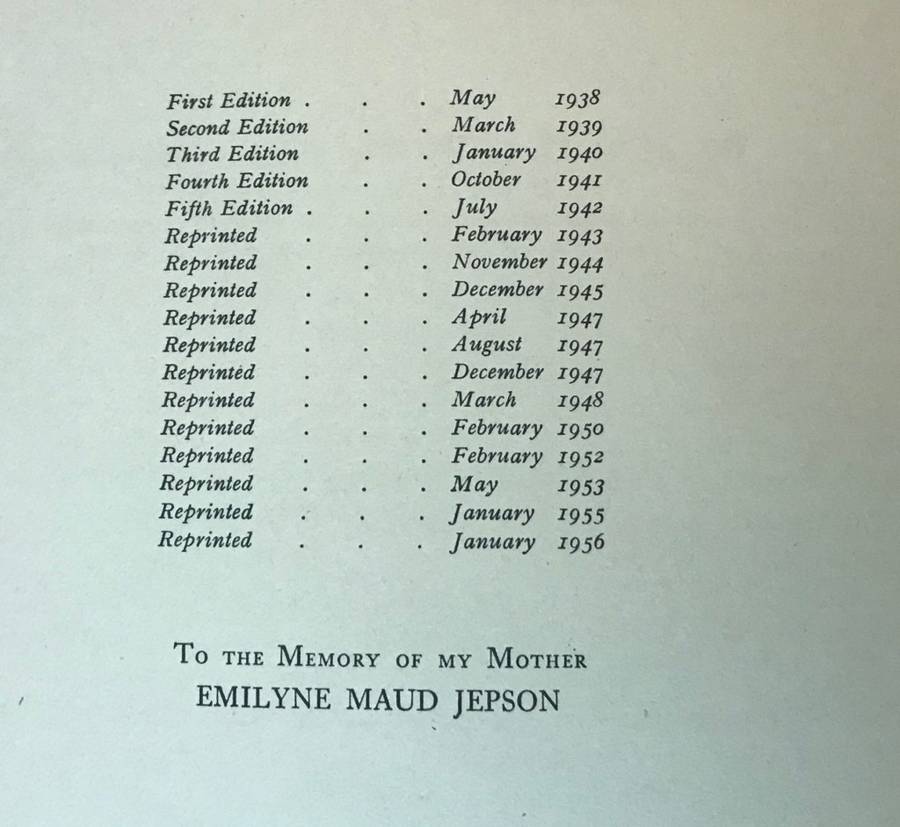 First Edition . . . May 1938
Second Edition . . March 1939
Third Edition . . January 1940
Fourth Edition . . October 1941
Fifth Edition . . . July 1942
Reprinted . . . February 1943
Reprinted . . . November 1944
Reprinted . . . December 1945
Reprinted . . . April 1947
Reprinted . . . August 1947
Reprinted . . . December 1947
Reprinted . . . March 1948
Reprinted . . . February 1950
Reprinted . . . February 1952
Reprinted . . . May 1953
Reprinted . . . January 1955
Reprinted . . . January 1956
To the Memory of my Mother
EMILYNE MAUD JEPSON